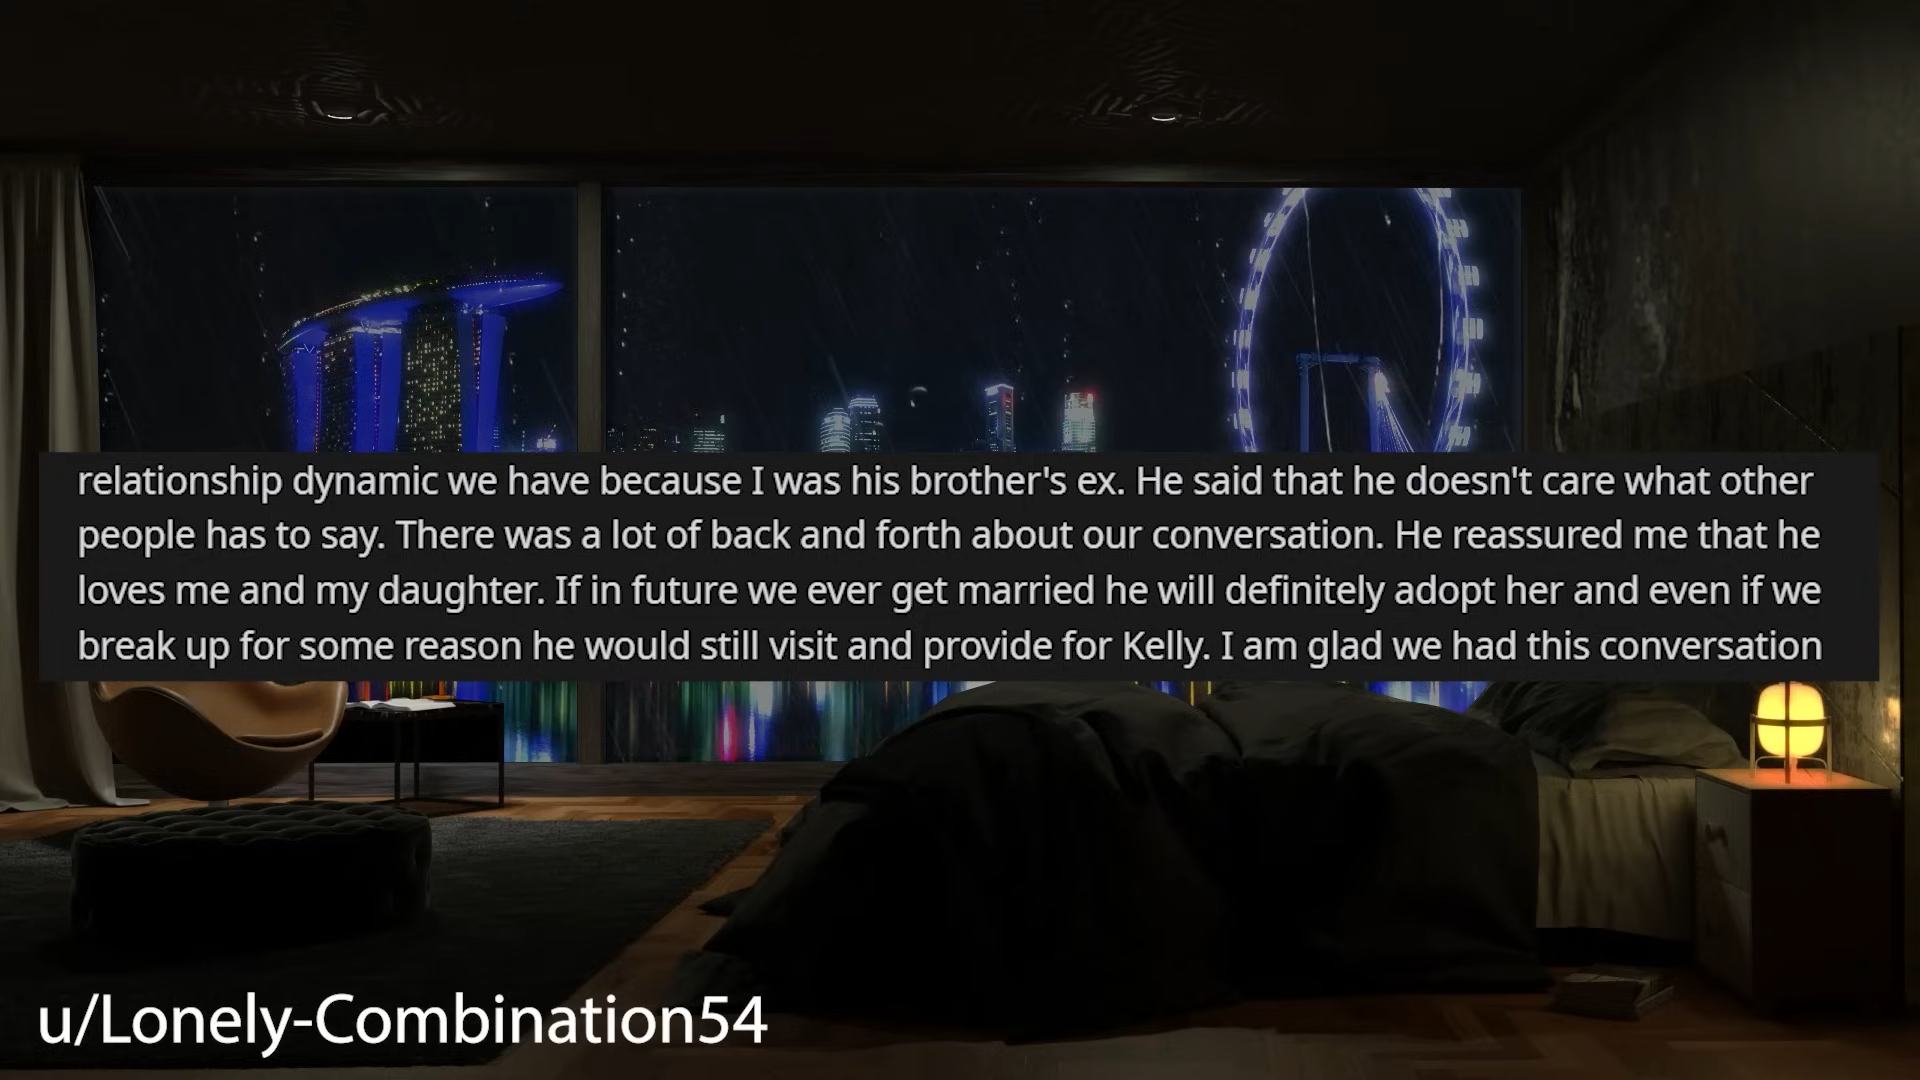 relationship dynamic we have because I was his brother's ex. He said that he doesn't care what other
people has to say. There was a lot of back and forth about our conversation. He reassured me that he
loves me and my daughter. If in future we ever get married he will definitely adopt her and even if we
break up for some reason he would still visit and provide for Kelly. I am glad we had this conversation
u/Lonely-Combination54